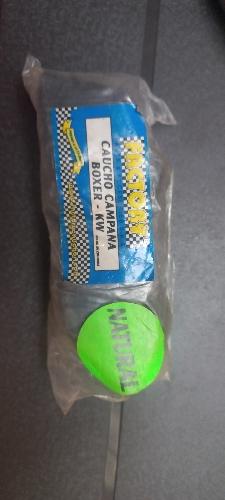 FACTORY
CAUCHO CAMPANA
BOXER - KW
NATURAL